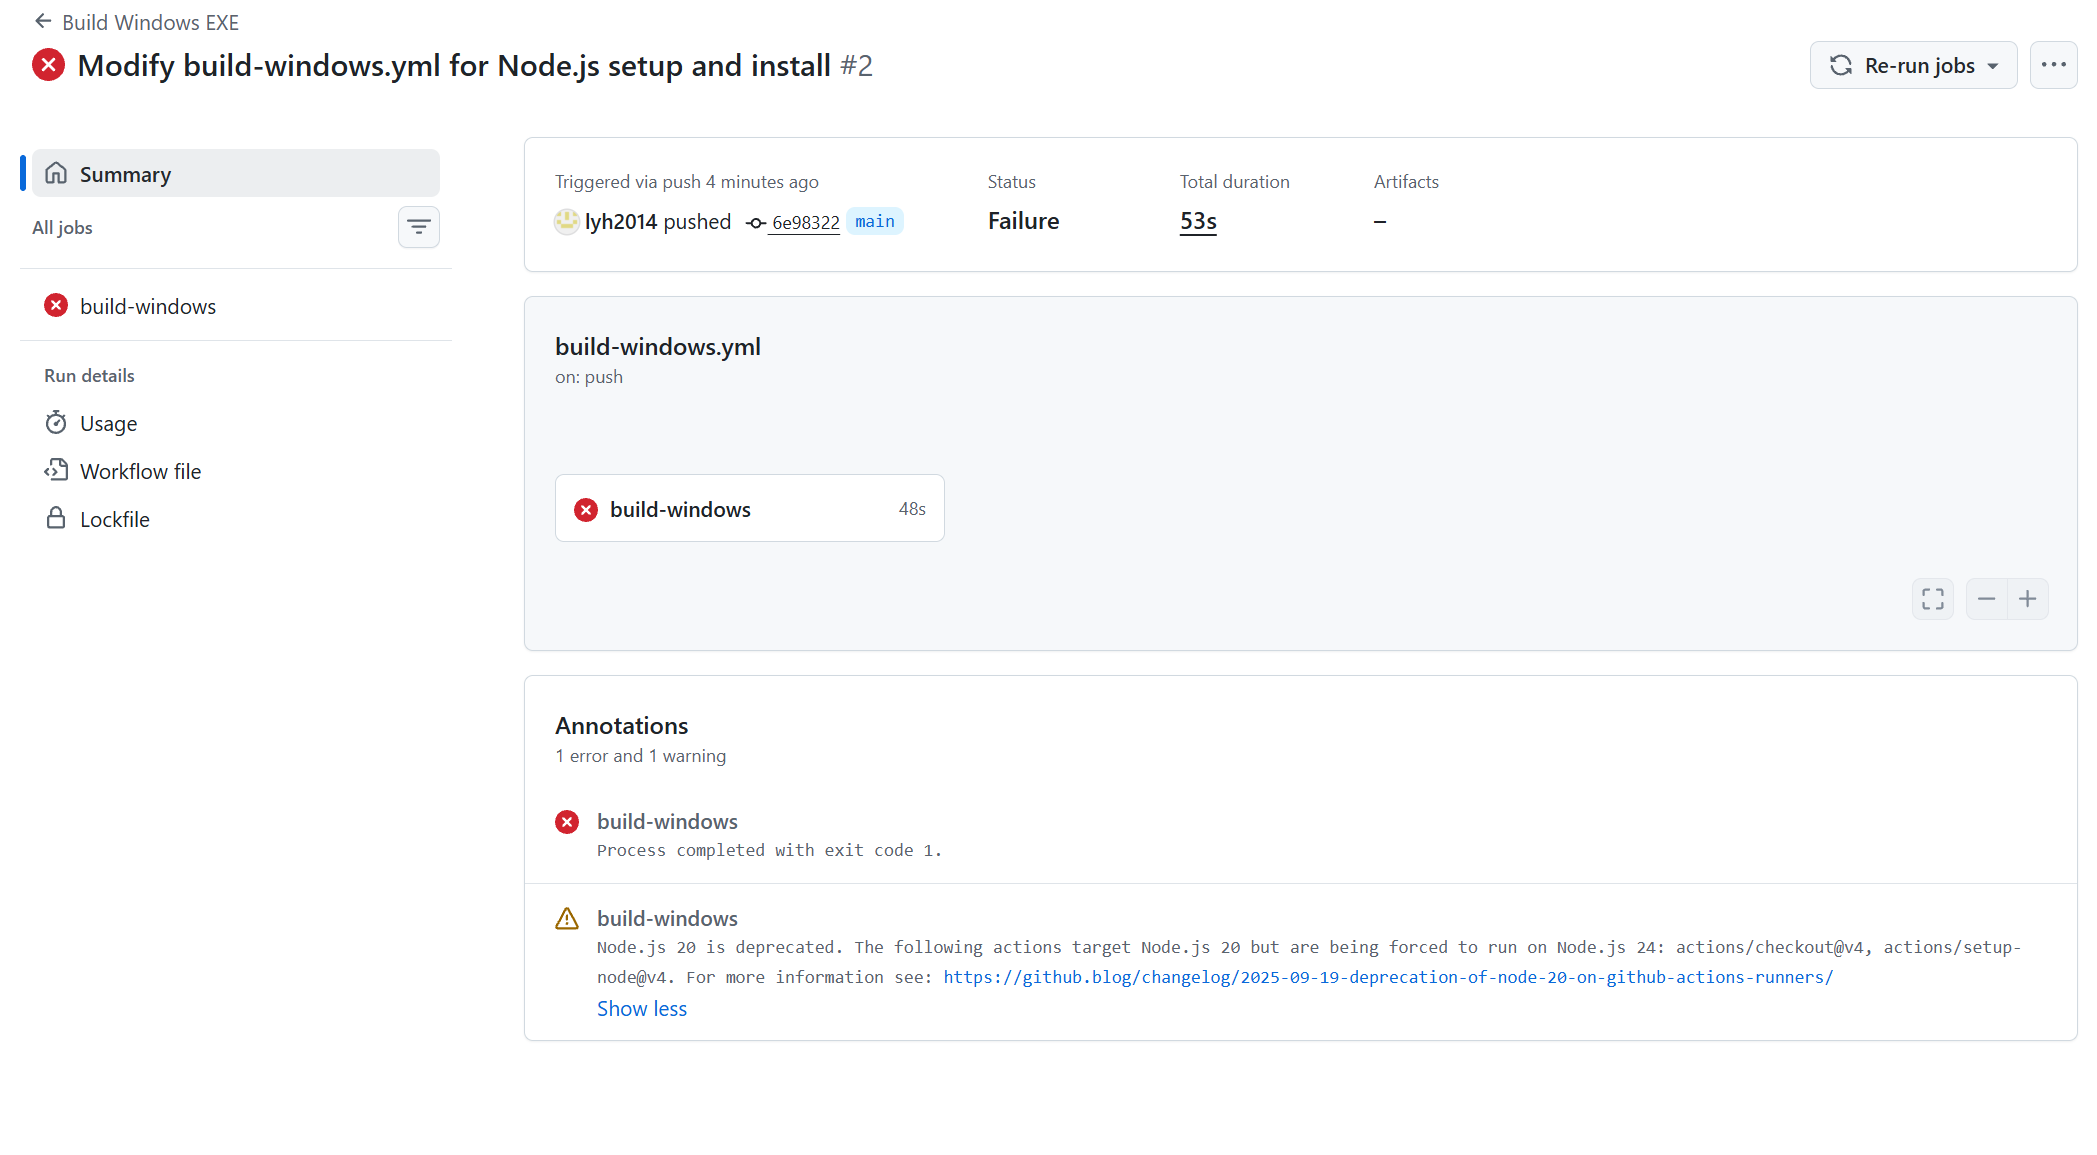 Build Windows EXE
Modify build-windows.yml for Node.js setup and install #2
Re-run jobs
Summary
All jobs
build-windows
Run details
Usage
Workflow file
Lockfile
Triggered via push 4 minutes ago
lyh2014 pushed 6e98322 main
Status
Failure
Total duration
53s
Artifacts
–
build-windows.yml
on: push
build-windows 48s
Annotations
1 error and 1 warning
build-windows
Process completed with exit code 1.
build-windows
Node.js 20 is deprecated. The following actions target Node.js 20 but are being forced to run on Node.js 24: actions/checkout@v4, actions/setup-
node@v4. For more information see: https://github.blog/changelog/2025-09-19-deprecation-of-node-20-on-github-actions-runners/
Show less